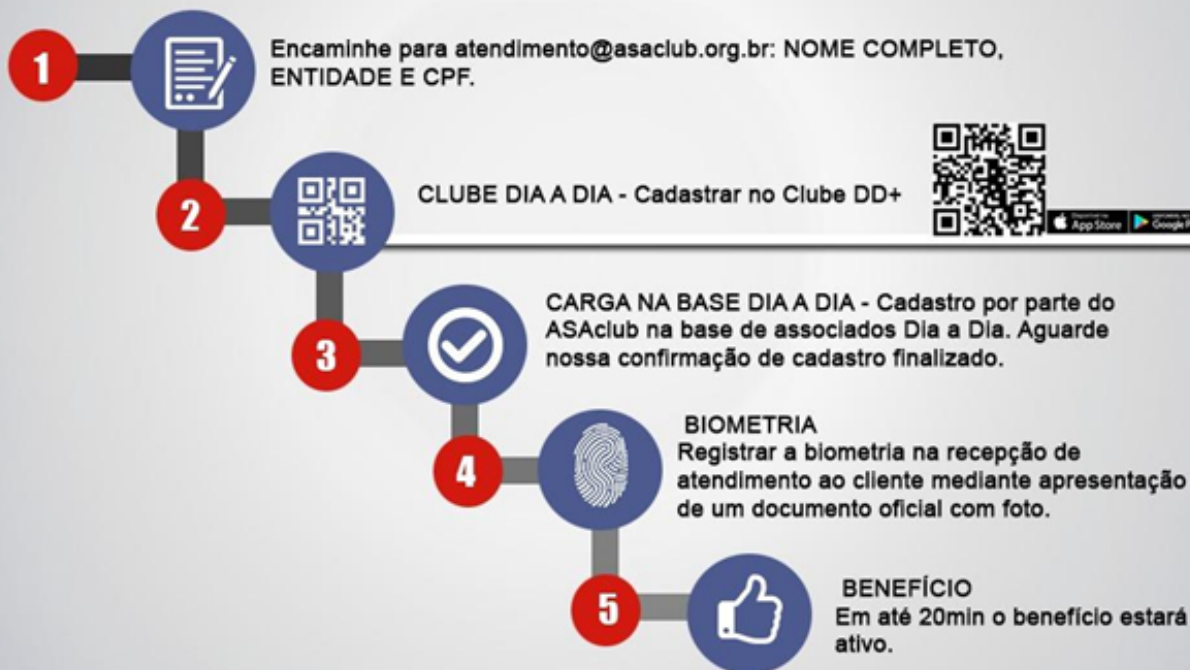 1
Encaminhe para atendimento@asaclub.org.br: NOME COMPLETO,
ENTIDADE E CPF.
2
CLUBE DIA A DIA - Cadastrar no Clube DD+
App Store
Google P
3
CARGA NA BASE DIA A DIA - Cadastro por parte do
ASAclub na base de associados Dia a Dia. Aguarde
nossa confirmação de cadastro finalizado.
4
BIOMETRIA
Registrar a biometria na recepção de
atendimento ao cliente mediante apresentação
de um documento oficial com foto.
5
BENEFÍCIO
Em até 20min o benefício estará
ativo.